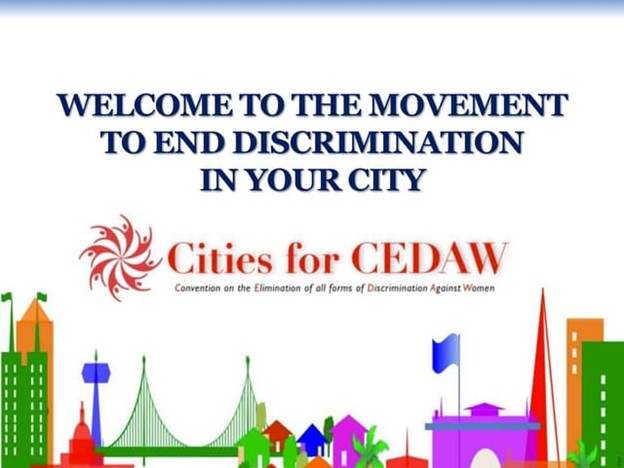 WELCOME TO THE MOVEMENT
TO END DISCRIMINATION
IN YOUR CITY
Cities for CEDAW
Convention on the Elimination of all forms of Discrimination Against Women